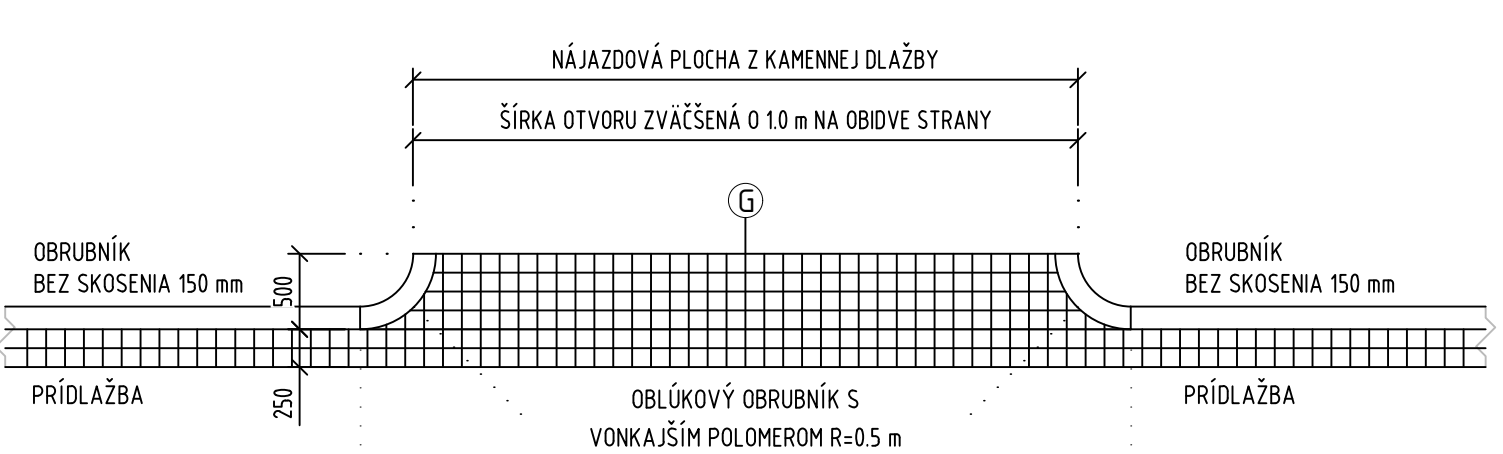 NÁJAZDOVÁ PLOCHA Z KAMENNEJ DLAŽBY
ŠÍRKA OTVORU ZVÄČŠENÁ O 1.0 m NA OBIDVE STRANY
G
OBRUBNÍK
BEZ SKOSENIA 150 mm
500
OBRUBNÍK
BEZ SKOSENIA 150 mm
PRÍDLAŽBA
250
OBLÚKOVÝ OBRUBNÍK S
VONKAJŠÍM POLOMEROM R=0.5 m
PRÍDLAŽBA